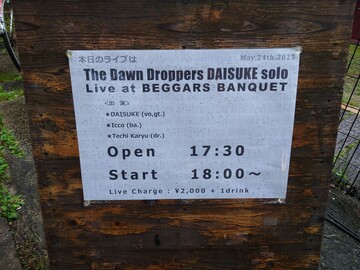 本日のライブは
May,24th,2025
The Dawn Droppers DAISUKE solo
Live at BEGGARS BANQUET
<出 演>
★DAISUKE (vo,gt.)
★Icco (ba.)
★Techi Karyu (dr.)
Open 17:30
Start 18:00～
Live Charge : ¥2,000 + 1drink